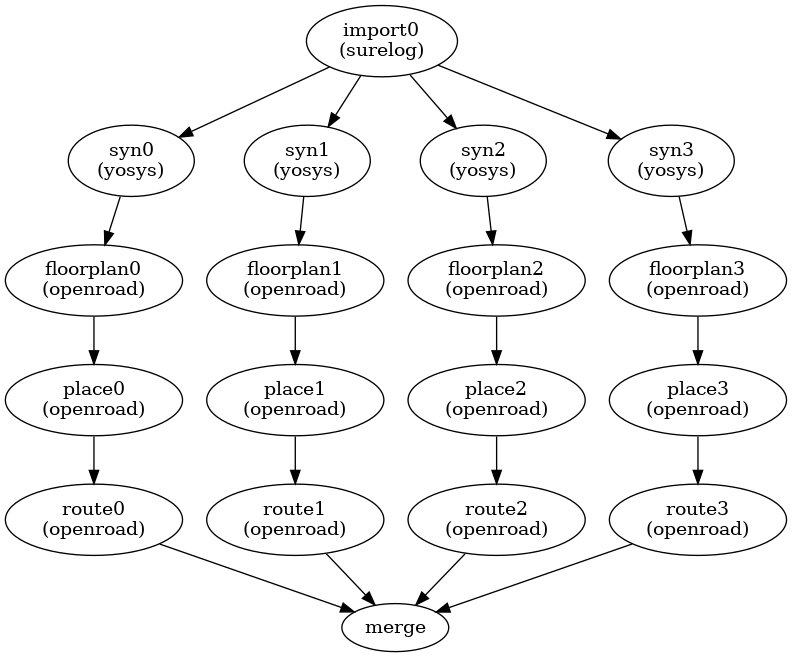 import0
(surelog)
syn0
(yosys)
syn1
(yosys)
syn2
(yosys)
syn3
(yosys)
floorplan0
(openroad)
floorplan1
(openroad)
floorplan2
(openroad)
floorplan3
(openroad)
place0
(openroad)
place1
(openroad)
place2
(openroad)
place3
(openroad)
route0
(openroad)
route1
(openroad)
route2
(openroad)
route3
(openroad)
merge